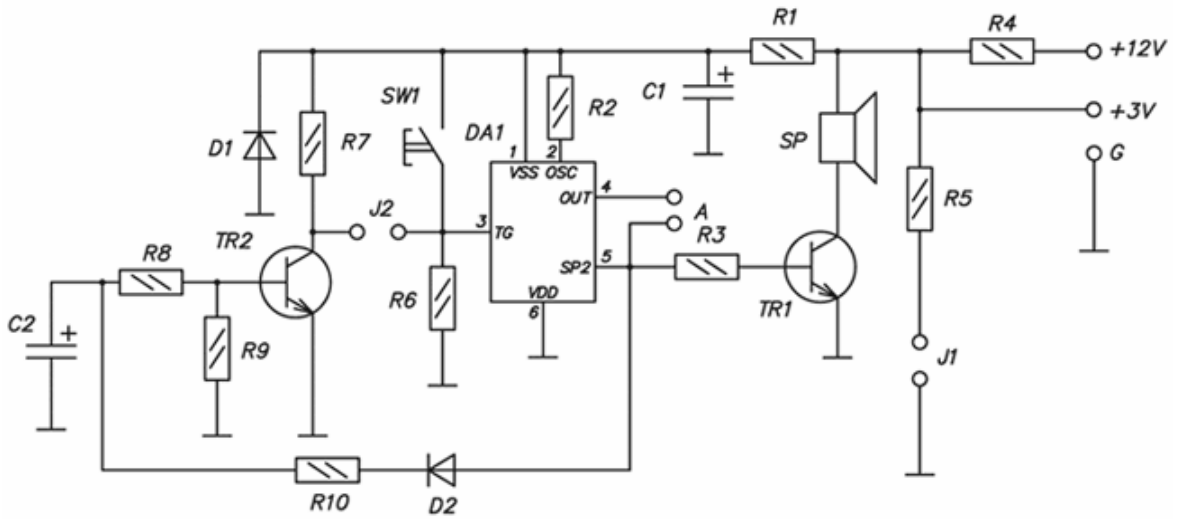 R1
R4
+12V
SW1
C1
+
R2
DA1
SP
+3V
D1
R7
1
2
VSS
OSC
G
J2
4
OUT
R5
3
TG
A
TR2
R3
R8
5
SP2
R6
VDD
TR1
C2
+
R9
6
J1
R10
D2